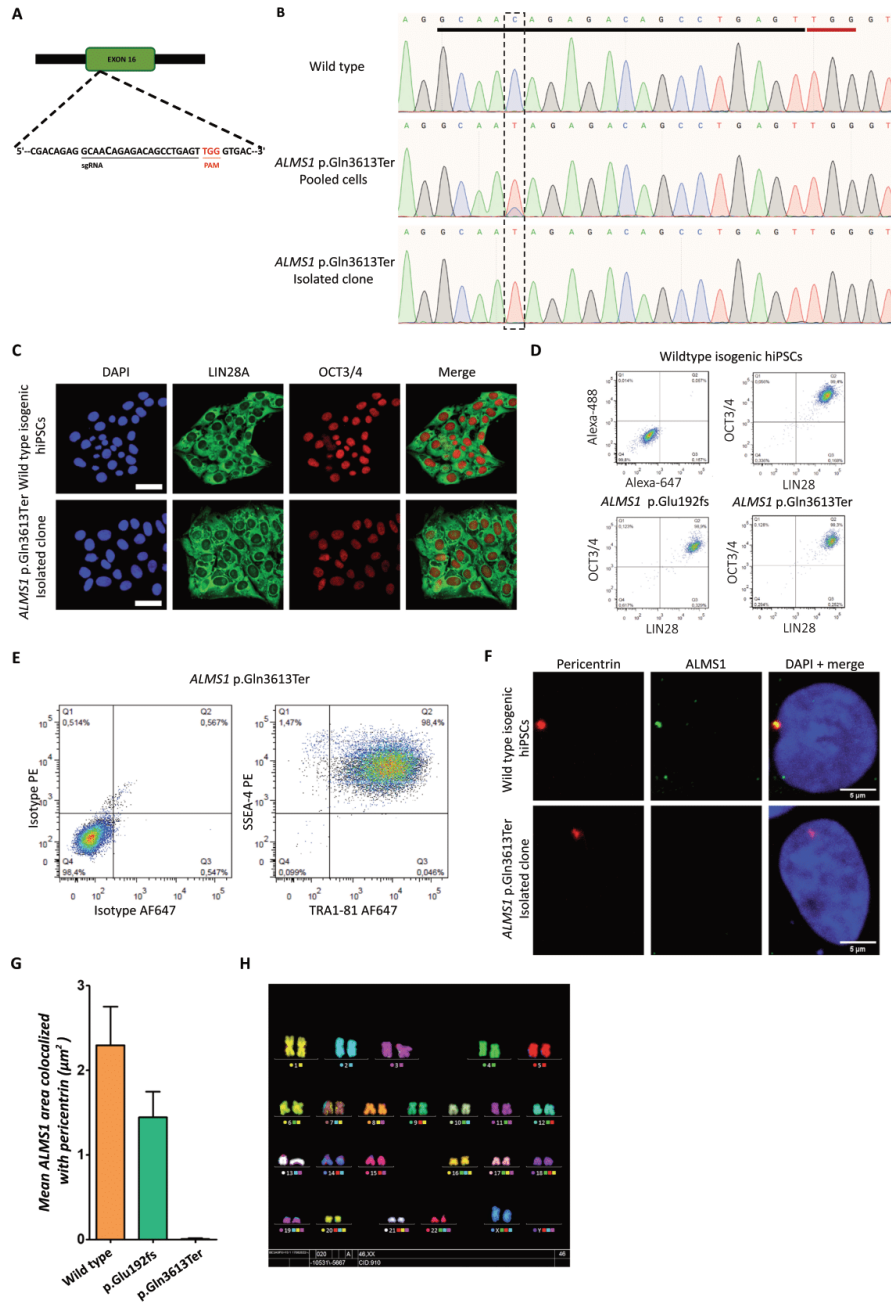 A
EXON 16
5'--CGACAGAG GCAACAGAGACAGCCTGAGT TGG GTGAC--3'
sgRNA
PAM
B
A G G C A A C A G A G A C A G C C T G A G T T G G G T
Wild type
A G G C A A T A G A G A C A G C C T G A G T T G G G T
ALMS1 p.Gln3613Ter
Pooled cells
A G G C A A T A G A G A C A G C C T G A G T T G G G T
ALMS1 p.Gln3613Ter
Isolated clone
C
DAPI
LIN28A
OCT3/4
Merge
Wild type isogenic
hiPSCs
ALMS1 p.Gln3613Ter
Isolated clone
D
Wildtype isogenic hiPSCs
Alexa-488
Alexa-647
OCT3/4
LIN28
ALMS1 p.Glu192fs
ALMS1 p.Gln3613Ter
OCT3/4
LIN28
OCT3/4
LIN28
E
ALMS1 p.Gln3613Ter
Q1
0,514%
Q2
0,567%
Q4
98,4%
Q3
0,547%
Isotype PE
Isotype AF647
Q1
1,47%
Q2
98,4%
Q4
0,099%
Q3
0,046%
SSEA-4 PE
TRA1-81 AF647
F
Pericentrin
ALMS1
DAPI + merge
Wild type isogenic
hiPSCs
5 µm
ALMS1 p.Gln3613Ter
Isolated clone
5 µm
G
Mean ALMS1 area colocalized
with pericentrin (µm²)
3
2
1
0
Wild type
p.Glu192fs
p.Gln3613Ter
H
1 2 3 4 5
6 7 8 9 10 11 12
13 14 15 16 17 18
19 20 21 22 X Y
020 A 46,XX 46
-10531\-5667 CID:910